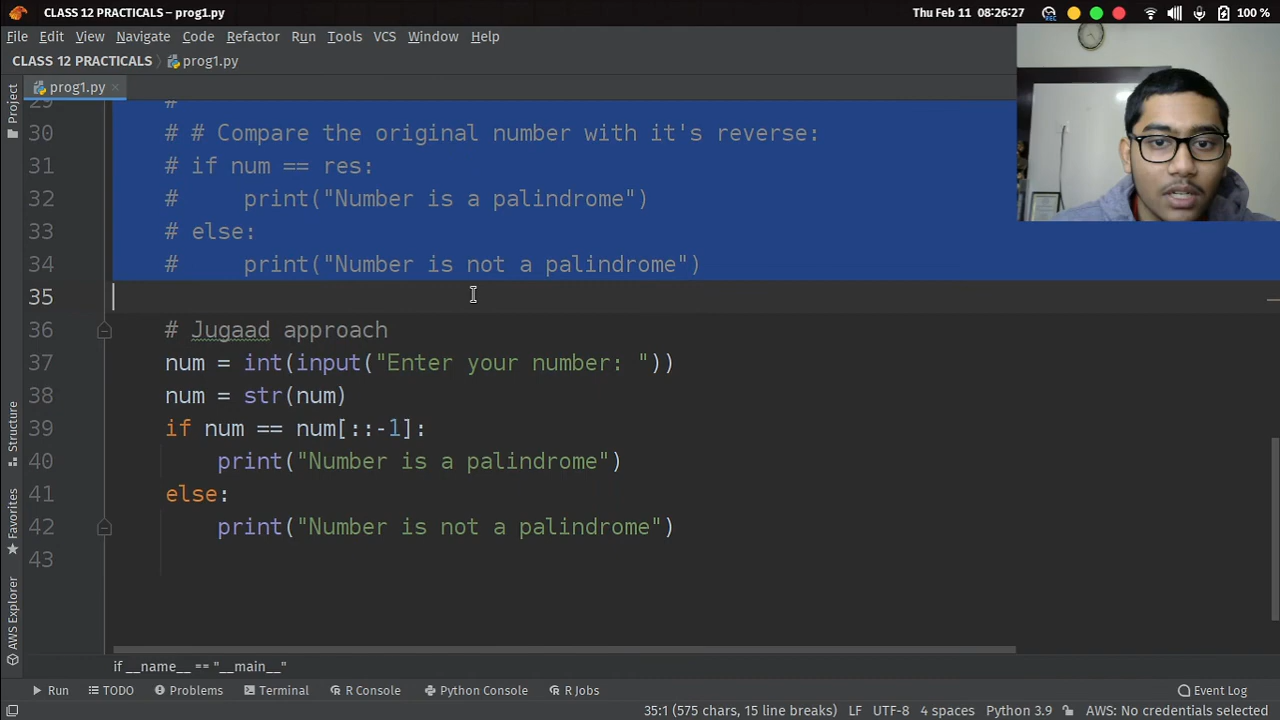 CLASS 12 PRACTICALS – prog1.py
Thu Feb 11 08:26:27
REC
100 %
File Edit View Navigate Code Refactor Run Tools VCS Window Help
CLASS 12 PRACTICALS prog1.py
prog1.py
29 #
30 # # Compare the original number with it's reverse:
31 # if num == res:
32 # print("Number is a palindrome")
33 # else:
34 # print("Number is not a palindrome")
35
36 # Jugaad approach
37 num = int(input("Enter your number: "))
38 num = str(num)
39 if num == num[::-1]:
40 print("Number is a palindrome")
41 else:
42 print("Number is not a palindrome")
43
Project
Structure
Favorites
AWS Explorer
if __name__ == "__main__"
Run TODO Problems Terminal R Console Python Console R Jobs Event Log
35:1 (575 chars, 15 line breaks) LF UTF-8 4 spaces Python 3.9 AWS: No credentials selected